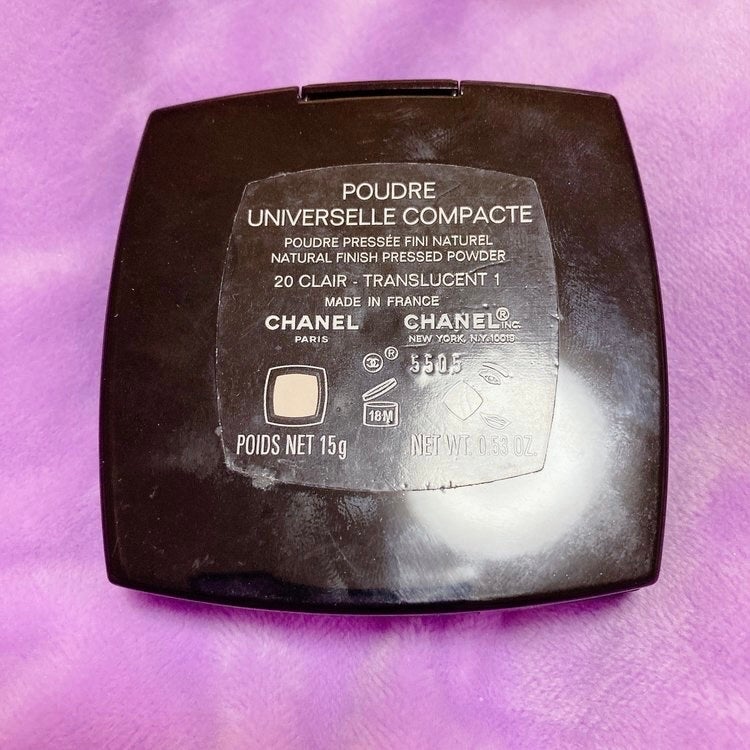 POUDRE
UNIVERSELLE COMPACTE
POUDRE PRESSÉE FINI NATUREL
NATURAL FINISH PRESSED POWDER
20 CLAIR - TRANSLUCENT 1
MADE IN FRANCE
CHANEL CHANEL® INC.
PARIS NEW YORK, N.Y. 10019
® 5505
18M
POIDS NET 15g NET WT. 0.53 OZ.